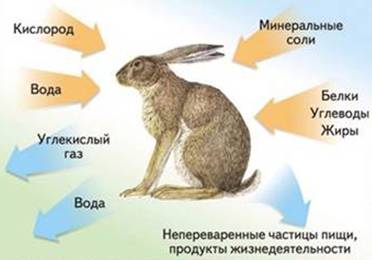 Кислород
Минеральные
соли
Вода
Белки
Углеводы
Жиры
Углекислый
газ
Вода
Непереваренные частицы пищи,
продукты жизнедеятельности